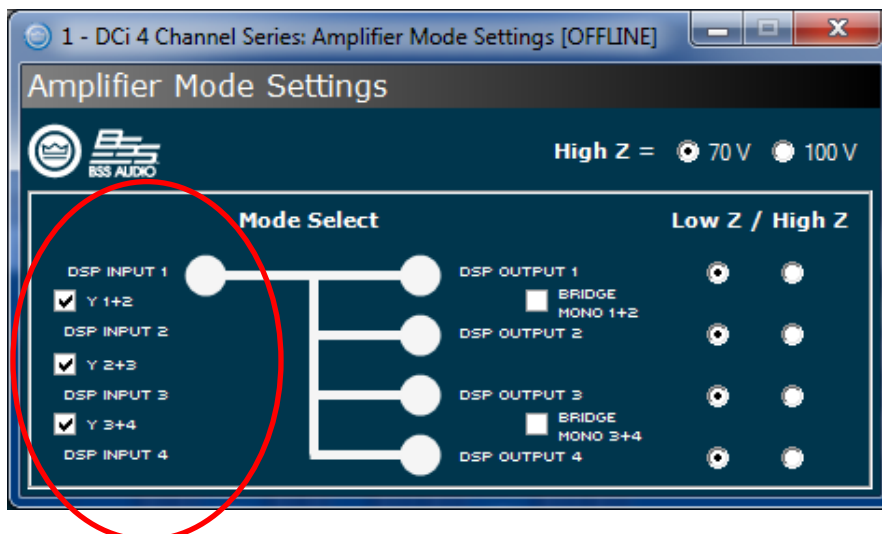 1 - DCi 4 Channel Series: Amplifier Mode Settings [OFFLINE]
Amplifier Mode Settings
BSS AUDIO
High Z = 70 V 100 V
Mode Select Low Z / High Z
DSP INPUT 1 DSP OUTPUT 1
Y 1+2 BRIDGE
MONO 1+2
DSP INPUT 2 DSP OUTPUT 2
Y 2+3
DSP INPUT 3 DSP OUTPUT 3
Y 3+4 BRIDGE
MONO 3+4
DSP INPUT 4 DSP OUTPUT 4